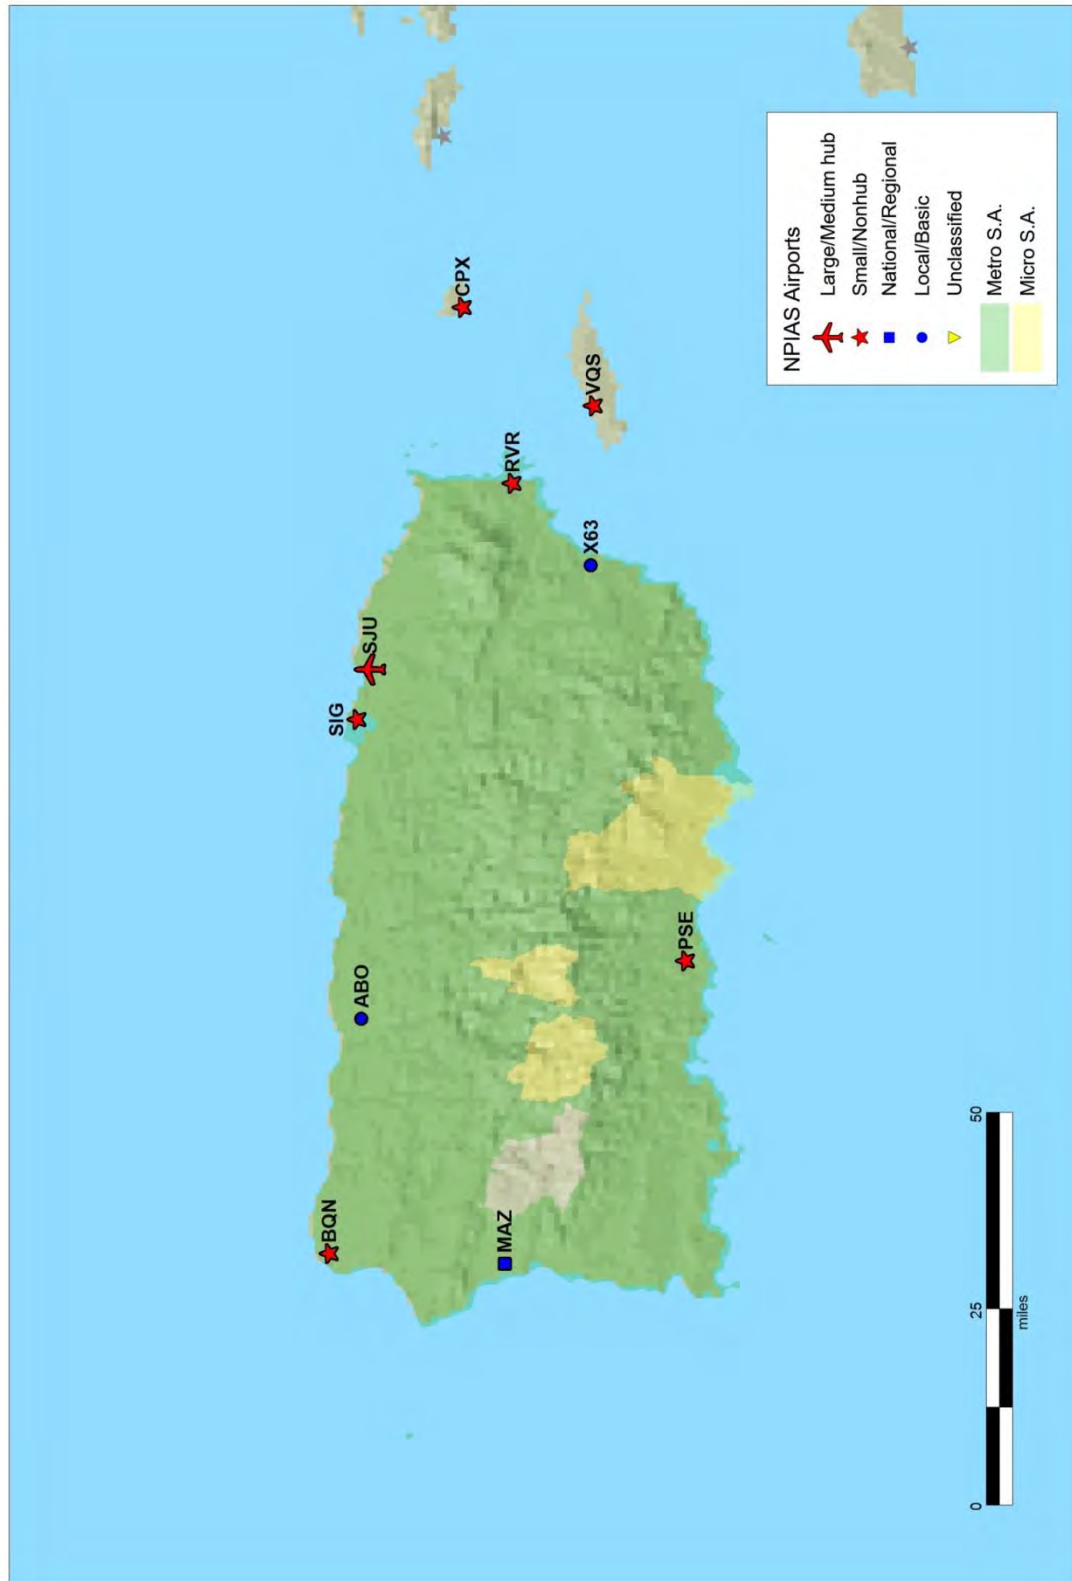 BQN
MAZ
ABO
PSE
SIG
SJU
X63
RVR
VQS
CPX
NPIAS Airports
Large/Medium hub
Small/Nonhub
National/Regional
Local/Basic
Unclassified
Metro S.A.
Micro S.A.
0 25 50
miles